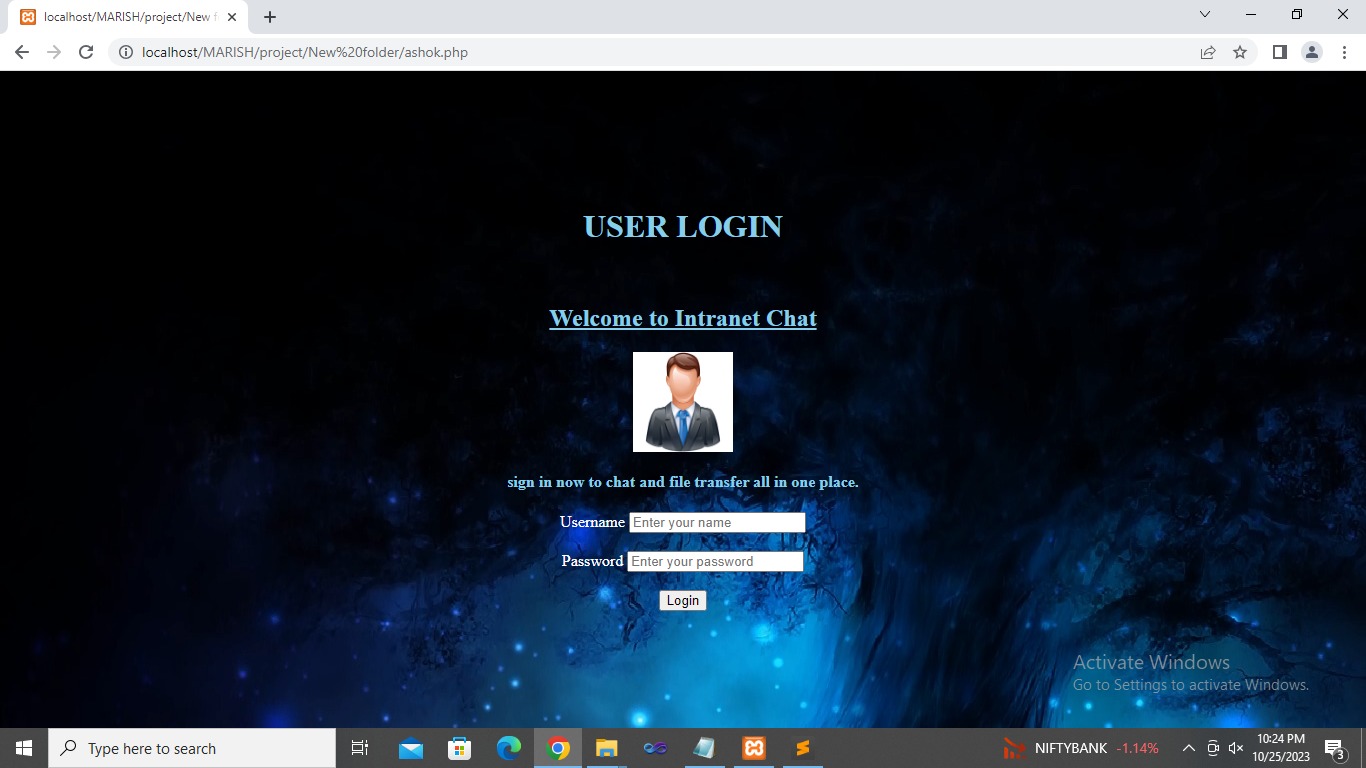 localhost/MARISH/project/New f
localhost/MARISH/project/New%20folder/ashok.php
USER LOGIN
Welcome to Intranet Chat
sign in now to chat and file transfer all in one place.
Username Enter your name
Password Enter your password
Login
Activate Windows
Go to Settings to activate Windows.
Type here to search
NIFTYBANK -1.14%
10:24 PM
10/25/2023
3